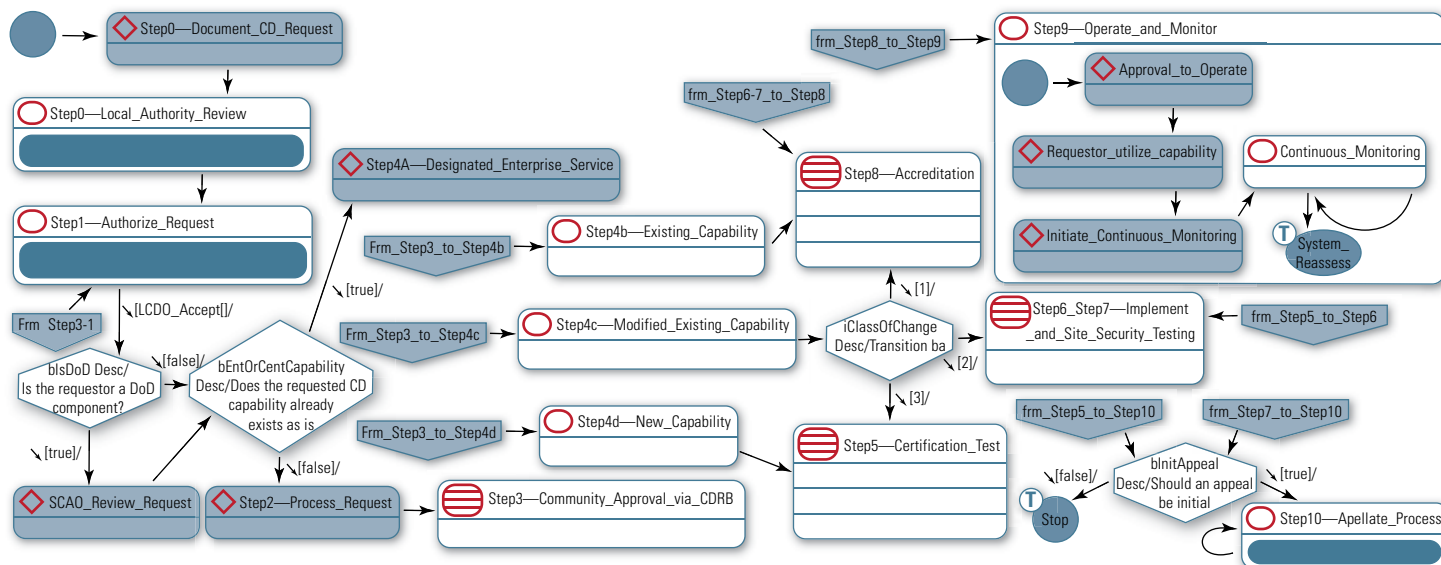 Step0—Document_CD_Request
Step0—Local_Authority_Review
Step1—Authorize_Request
Frm Step3-1
↘[LCDO_Accept[]/
bIsDoD Desc/
Is the requestor a DoD
component?
↘[false]/
↘[true]/
SCAO_Review_Request
bEntOrCentCapability
Desc/Does the requested CD
capability already
exists as is
↘[true]/
↘[false]/
Step4A—Designated_Enterprise_Service
Step2—Process_Request
Step3—Community_Approval_via_CDRB
Frm_Step3_to_Step4b
Step4b—Existing_Capability
Frm_Step3_to_Step4c
Step4c—Modified_Existing_Capability
Frm_Step3_to_Step4d
Step4d—New_Capability
frm_Step6-7_to_Step8
Step8—Accreditation
↘[1]/
iClassOfChange
Desc/Transition ba
↘[2]/
↘[3]/
Step5—Certification_Test
Step6_Step7—Implement
_and_Site_Security_Testing
frm_Step5_to_Step6
frm_Step8_to_Step9
Step9—Operate_and_Monitor
Approval_to_Operate
Requestor_utilize_capability
Initiate_Continuous_Monitoring
Continuous_Monitoring
T
System_
Reassess
frm_Step5_to_Step10
frm_Step7_to_Step10
bInitAppeal
Desc/Should an appeal
be initial
↘[false]/
↘[true]/
T
Stop
Step10—Apellate_Process